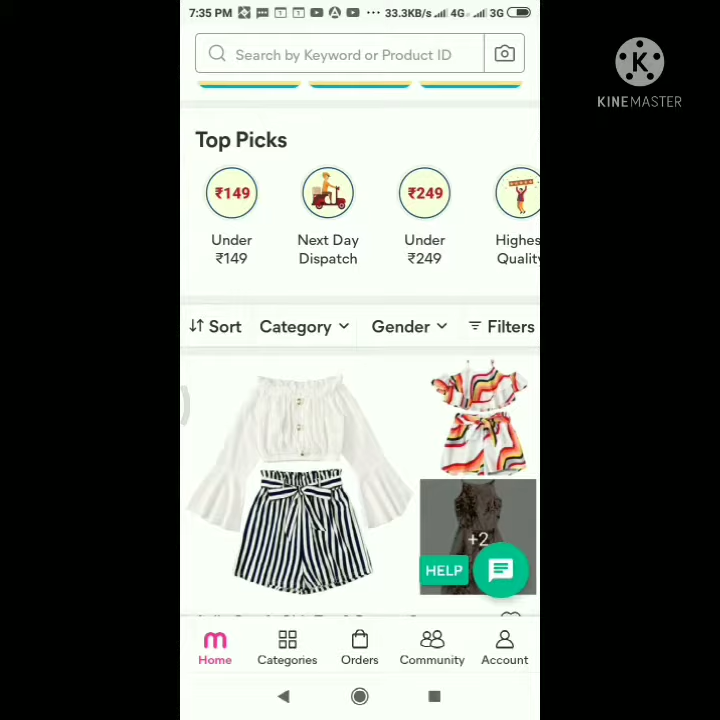 7:35 PM 33.3KB/s 4G 3G
Search by Keyword or Product ID
K
KINEMASTER
Top Picks
₹149 ₹249
Under ₹149
Next Day Dispatch
Under ₹249
Highes Quality
Sort Category Gender Filters
+2
HELP
m
Home Categories Orders Community Account